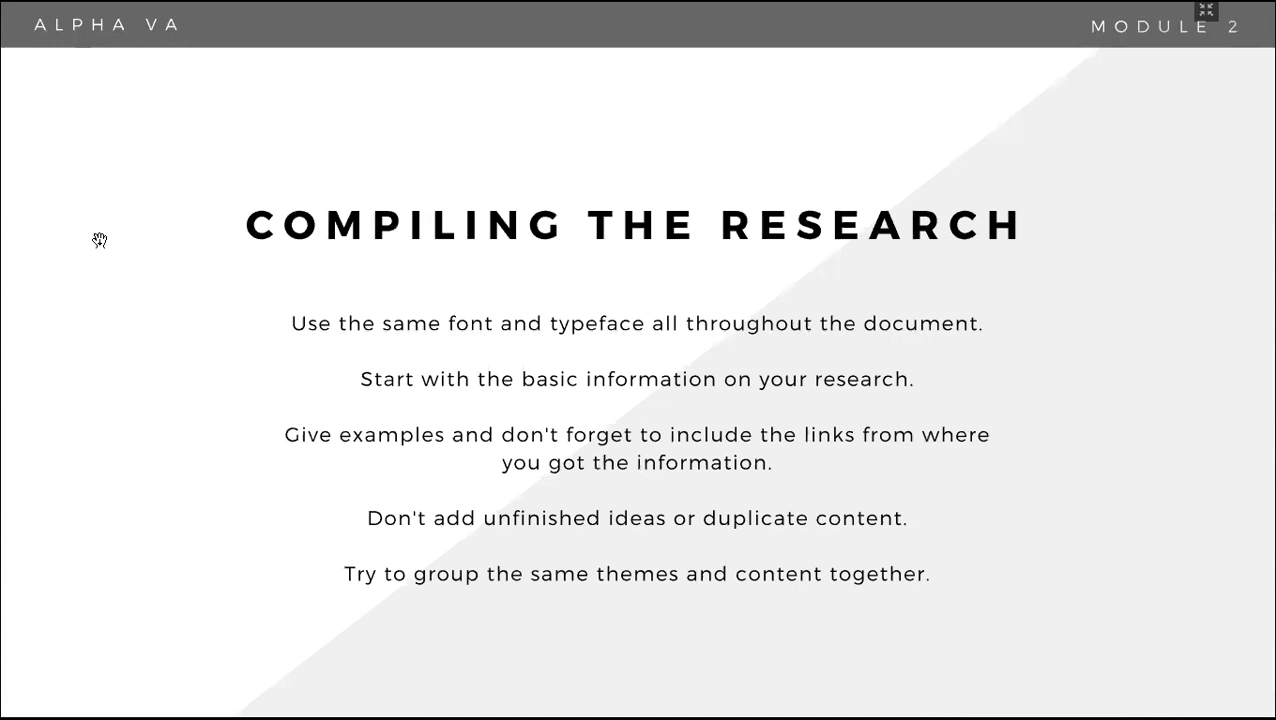 ALPHA VA
MODULE 2
COMPILING THE RESEARCH
Use the same font and typeface all throughout the document.
Start with the basic information on your research.
Give examples and don't forget to include the links from where
you got the information.
Don't add unfinished ideas or duplicate content.
Try to group the same themes and content together.